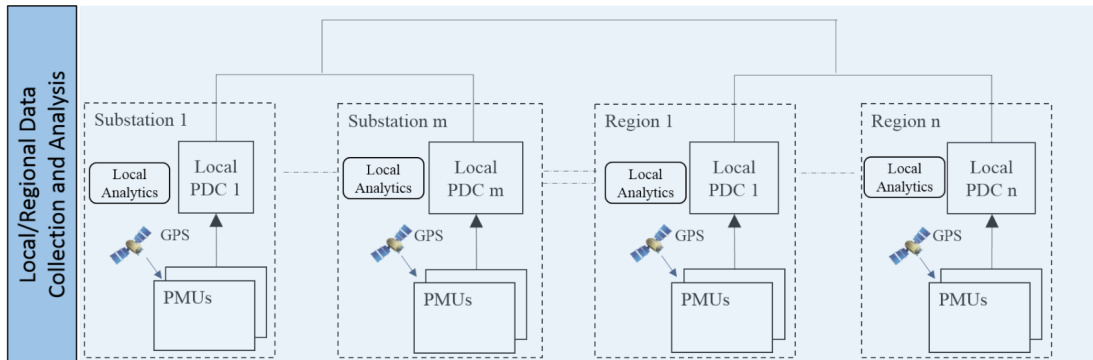 Local/Regional Data
Collection and Analysis
Substation 1
Local
Analytics
Local
PDC 1
GPS
PMUs
Substation m
Local
Analytics
Local
PDC m
GPS
PMUs
Region 1
Local
Analytics
Local
PDC 1
GPS
PMUs
Region n
Local
Analytics
Local
PDC n
GPS
PMUs